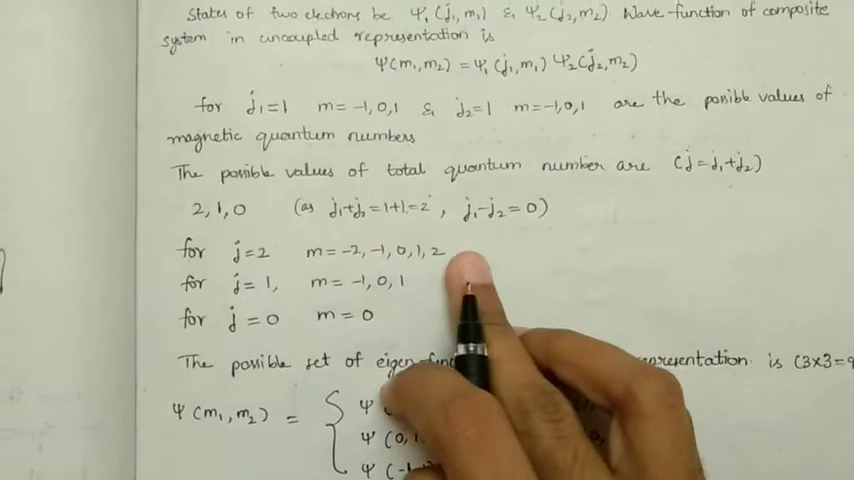 States of two electrons be Ψ₁(j₁,m₁) & Ψ₂(j₂,m₂). Wave function of composite
system in uncoupled representation is
Ψ(m₁,m₂) = Ψ₁(j₁,m₁) Ψ₂(j₂,m₂)
for j₁=1 m=-1,0,1 & j₂=1 m=-1,0,1 are the possible values of
magnetic quantum numbers
The possible values of total quantum number are (j=j₁+j₂)
2,1,0 (as j₁+j₂=1+1=2, j₁-j₂=0)
for j=2 m=-2,-1,0,1,2
for j=1, m=-1,0,1
for j=0 m=0
The possible set of eigen representation is (3x3=9
Ψ(m₁,m₂) = { Ψ (
Ψ (0,
Ψ (-1